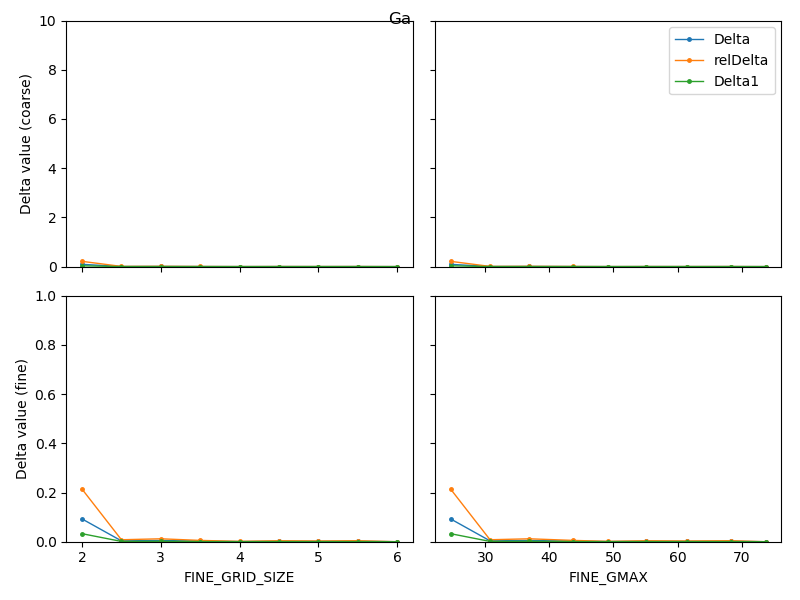 Ga
Delta value (coarse)
10
8
6
4
2
0
Delta
relDelta
Delta1
Delta value (fine)
1.0
0.8
0.6
0.4
0.2
0.0
2 3 4 5 6
FINE_GRID_SIZE
30 40 50 60 70
FINE_GMAX